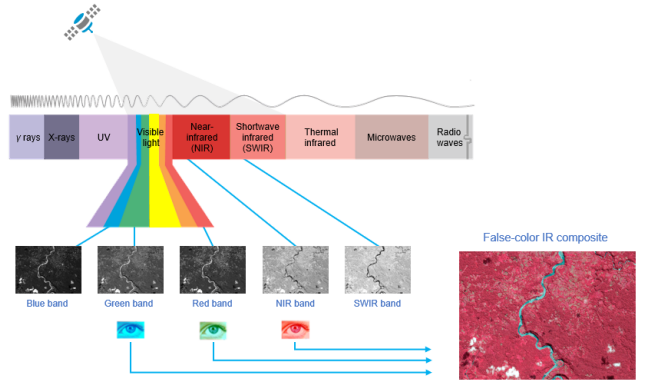 γ rays
X-rays
UV
Visible
light
Near-
infrared
(NIR)
Shortwave
infrared
(SWIR)
Thermal
infrared
Microwaves
Radio
waves
False-color IR composite
Blue band
Green band
Red band
NIR band
SWIR band